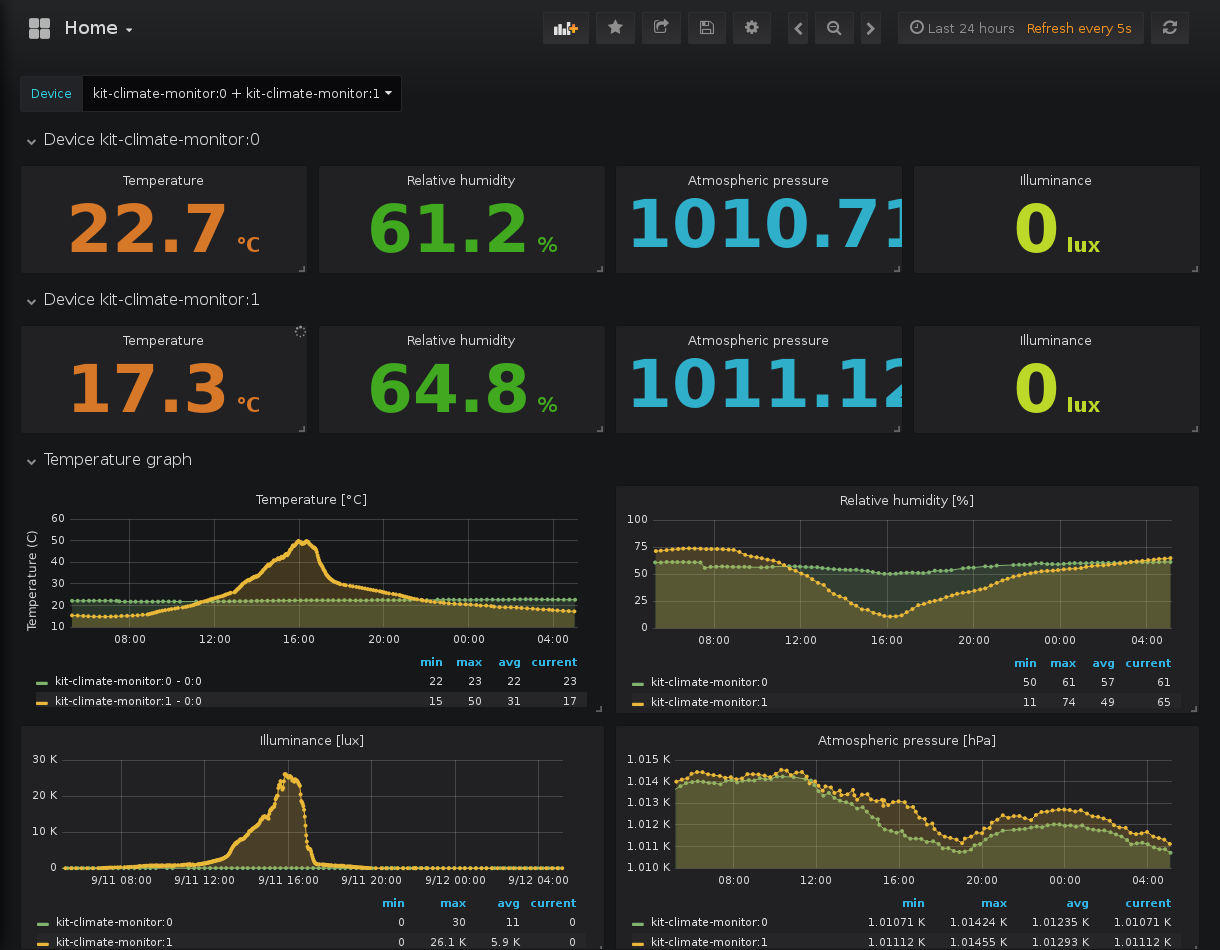 Home
Last 24 hours Refresh every 5s
Device kit-climate-monitor:0 + kit-climate-monitor:1
Device kit-climate-monitor:0
Temperature Relative humidity Atmospheric pressure Illuminance
22.7 °C 61.2 % 1010.71 0 lux
Device kit-climate-monitor:1
Temperature Relative humidity Atmospheric pressure Illuminance
17.3 °C 64.8 % 1011.12 0 lux
Temperature graph
Temperature [°C]
Temperature (C)
60
50
40
30
20
10
08:00 12:00 16:00 20:00 00:00 04:00
min max avg current
kit-climate-monitor:0 - 0:0 22 23 22 23
kit-climate-monitor:1 - 0:0 15 50 31 17
Relative humidity [%]
100
75
50
25
0
08:00 12:00 16:00 20:00 00:00 04:00
min max avg current
kit-climate-monitor:0 50 61 57 61
kit-climate-monitor:1 11 74 49 65
Illuminance [lux]
30 K
20 K
10 K
0
9/11 08:00 9/11 12:00 9/11 16:00 9/11 20:00 9/12 00:00 9/12 04:00
min max avg current
kit-climate-monitor:0 0 30 11 0
kit-climate-monitor:1 0 26.1 K 5.9 K 0
Atmospheric pressure [hPa]
1.015 K
1.014 K
1.013 K
1.012 K
1.011 K
1.010 K
08:00 12:00 16:00 20:00 00:00 04:00
min max avg current
kit-climate-monitor:0 1.01071 K 1.01424 K 1.01235 K 1.01071 K
kit-climate-monitor:1 1.01112 K 1.01455 K 1.01293 K 1.01112 K